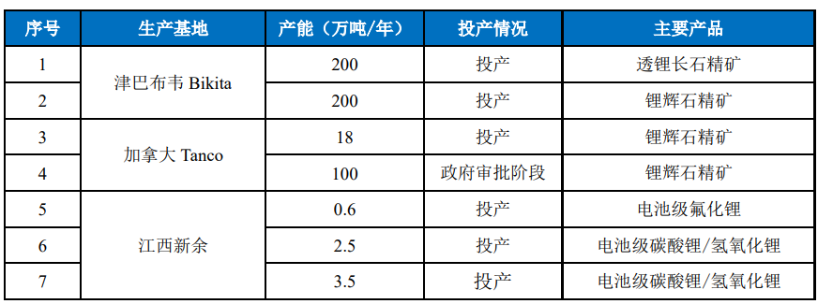 序号 生产基地 产能（万吨/年） 投产情况 主要产品
1 津巴布韦 Bikita 200 投产 透锂长石精矿
2 200 投产 锂辉石精矿
3 加拿大 Tanco 18 投产 锂辉石精矿
4 100 政府审批阶段 锂辉石精矿
5 江西新余 0.6 投产 电池级氟化锂
6 2.5 投产 电池级碳酸锂/氢氧化锂
7 3.5 投产 电池级碳酸锂/氢氧化锂